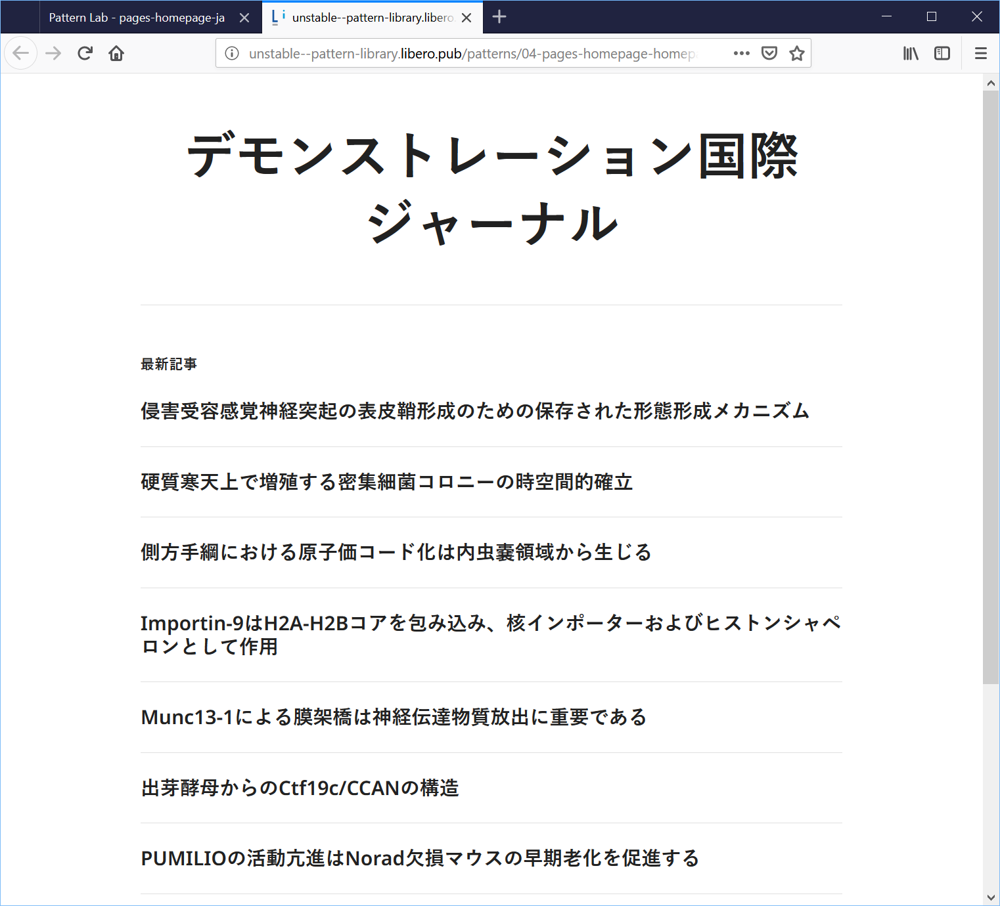 Pattern Lab - pages-homepage-ja
unstable--pattern-library.libero
unstable--pattern-library.libero.pub/patterns/04-pages-homepage-homep
デモンストレーション国際
ジャーナル
最新記事
侵害受容感覚神経突起の表皮鞘形成のための保存された形態形成メカニズム
硬質寒天上で増殖する密集細菌コロニーの時空間的確立
側方手綱における原子価コード化は内虫嚢領域から生じる
Importin-9はH2A-H2Bコアを包み込み、核インポーターおよびヒストンシャペ
ロンとして作用
Munc13-1による膜架橋は神経伝達物質放出に重要である
出芽酵母からのCtf19c/CCANの構造
PUMILIOの活動亢進はNorad欠損マウスの早期老化を促進する